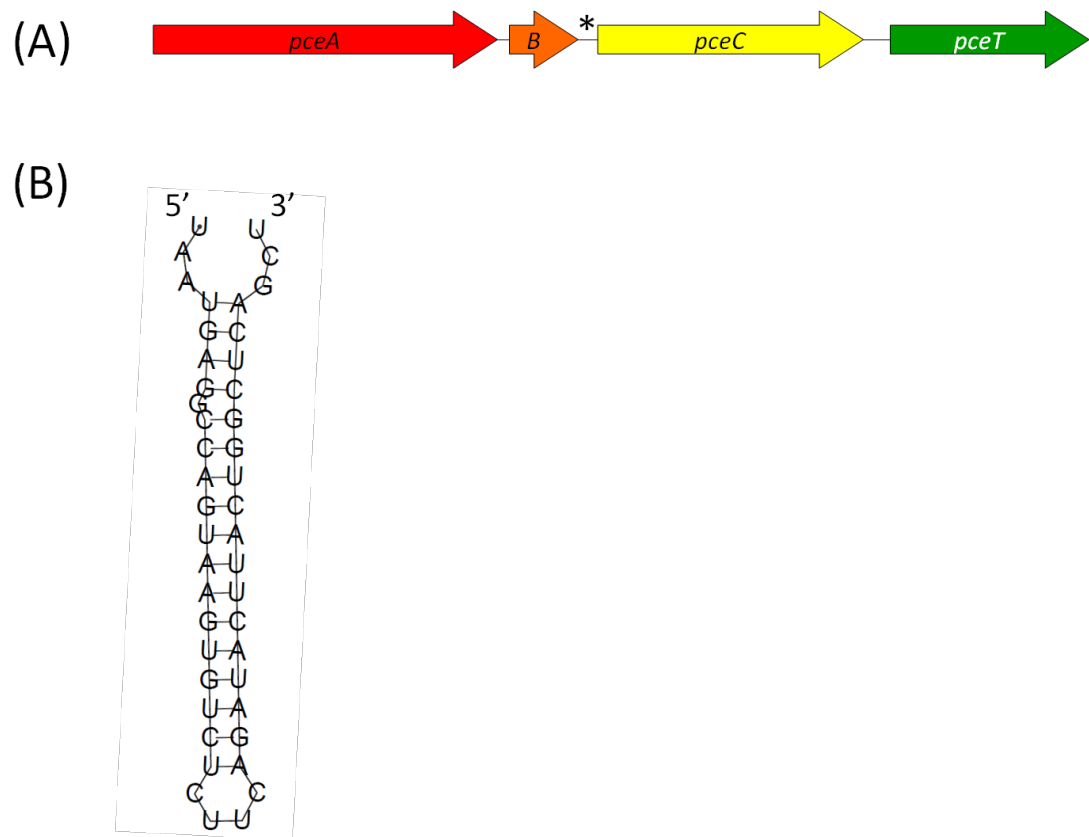 (A) pceA B * pceC pceT
(B)
5’ 3’
U U
A C
A G
U A
G C
A U
G C
G
C G
C G
A U
G C
U A
A U
A U
G C
U A
G U
U A
C G
U A
C C
U U